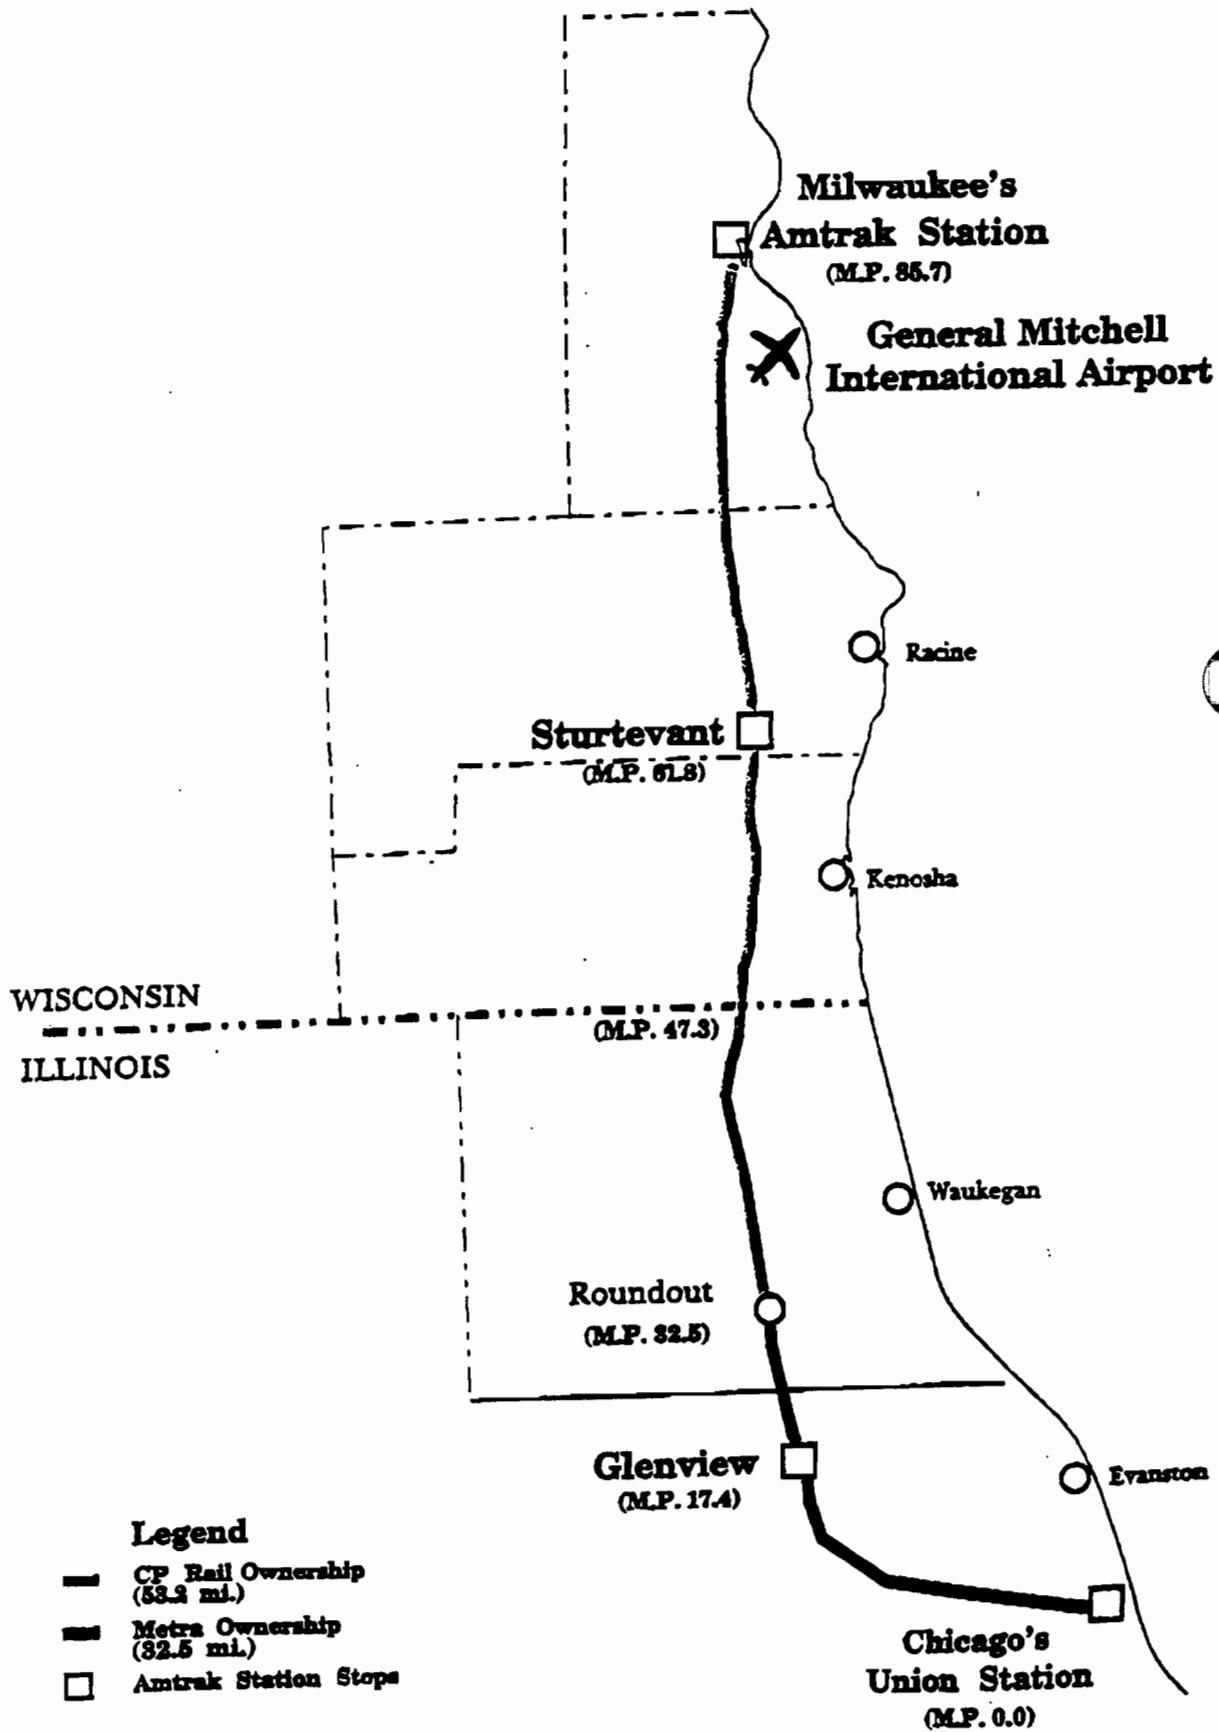 Milwaukee's
Amtrak Station
(M.P. 85.7)
General Mitchell
International Airport
Racine
Sturtevant
(M.P. 61.8)
Kenosha
WISCONSIN
(M.P. 47.3)
ILLINOIS
Waukegan
Roundout
(M.P. 32.5)
Glenview
(M.P. 17.4)
Evanston
Legend
CP Rail Ownership
(53.2 mi.)
Metra Ownership
(32.5 mi.)
Amtrak Station Stops
Chicago's
Union Station
(M.P. 0.0)